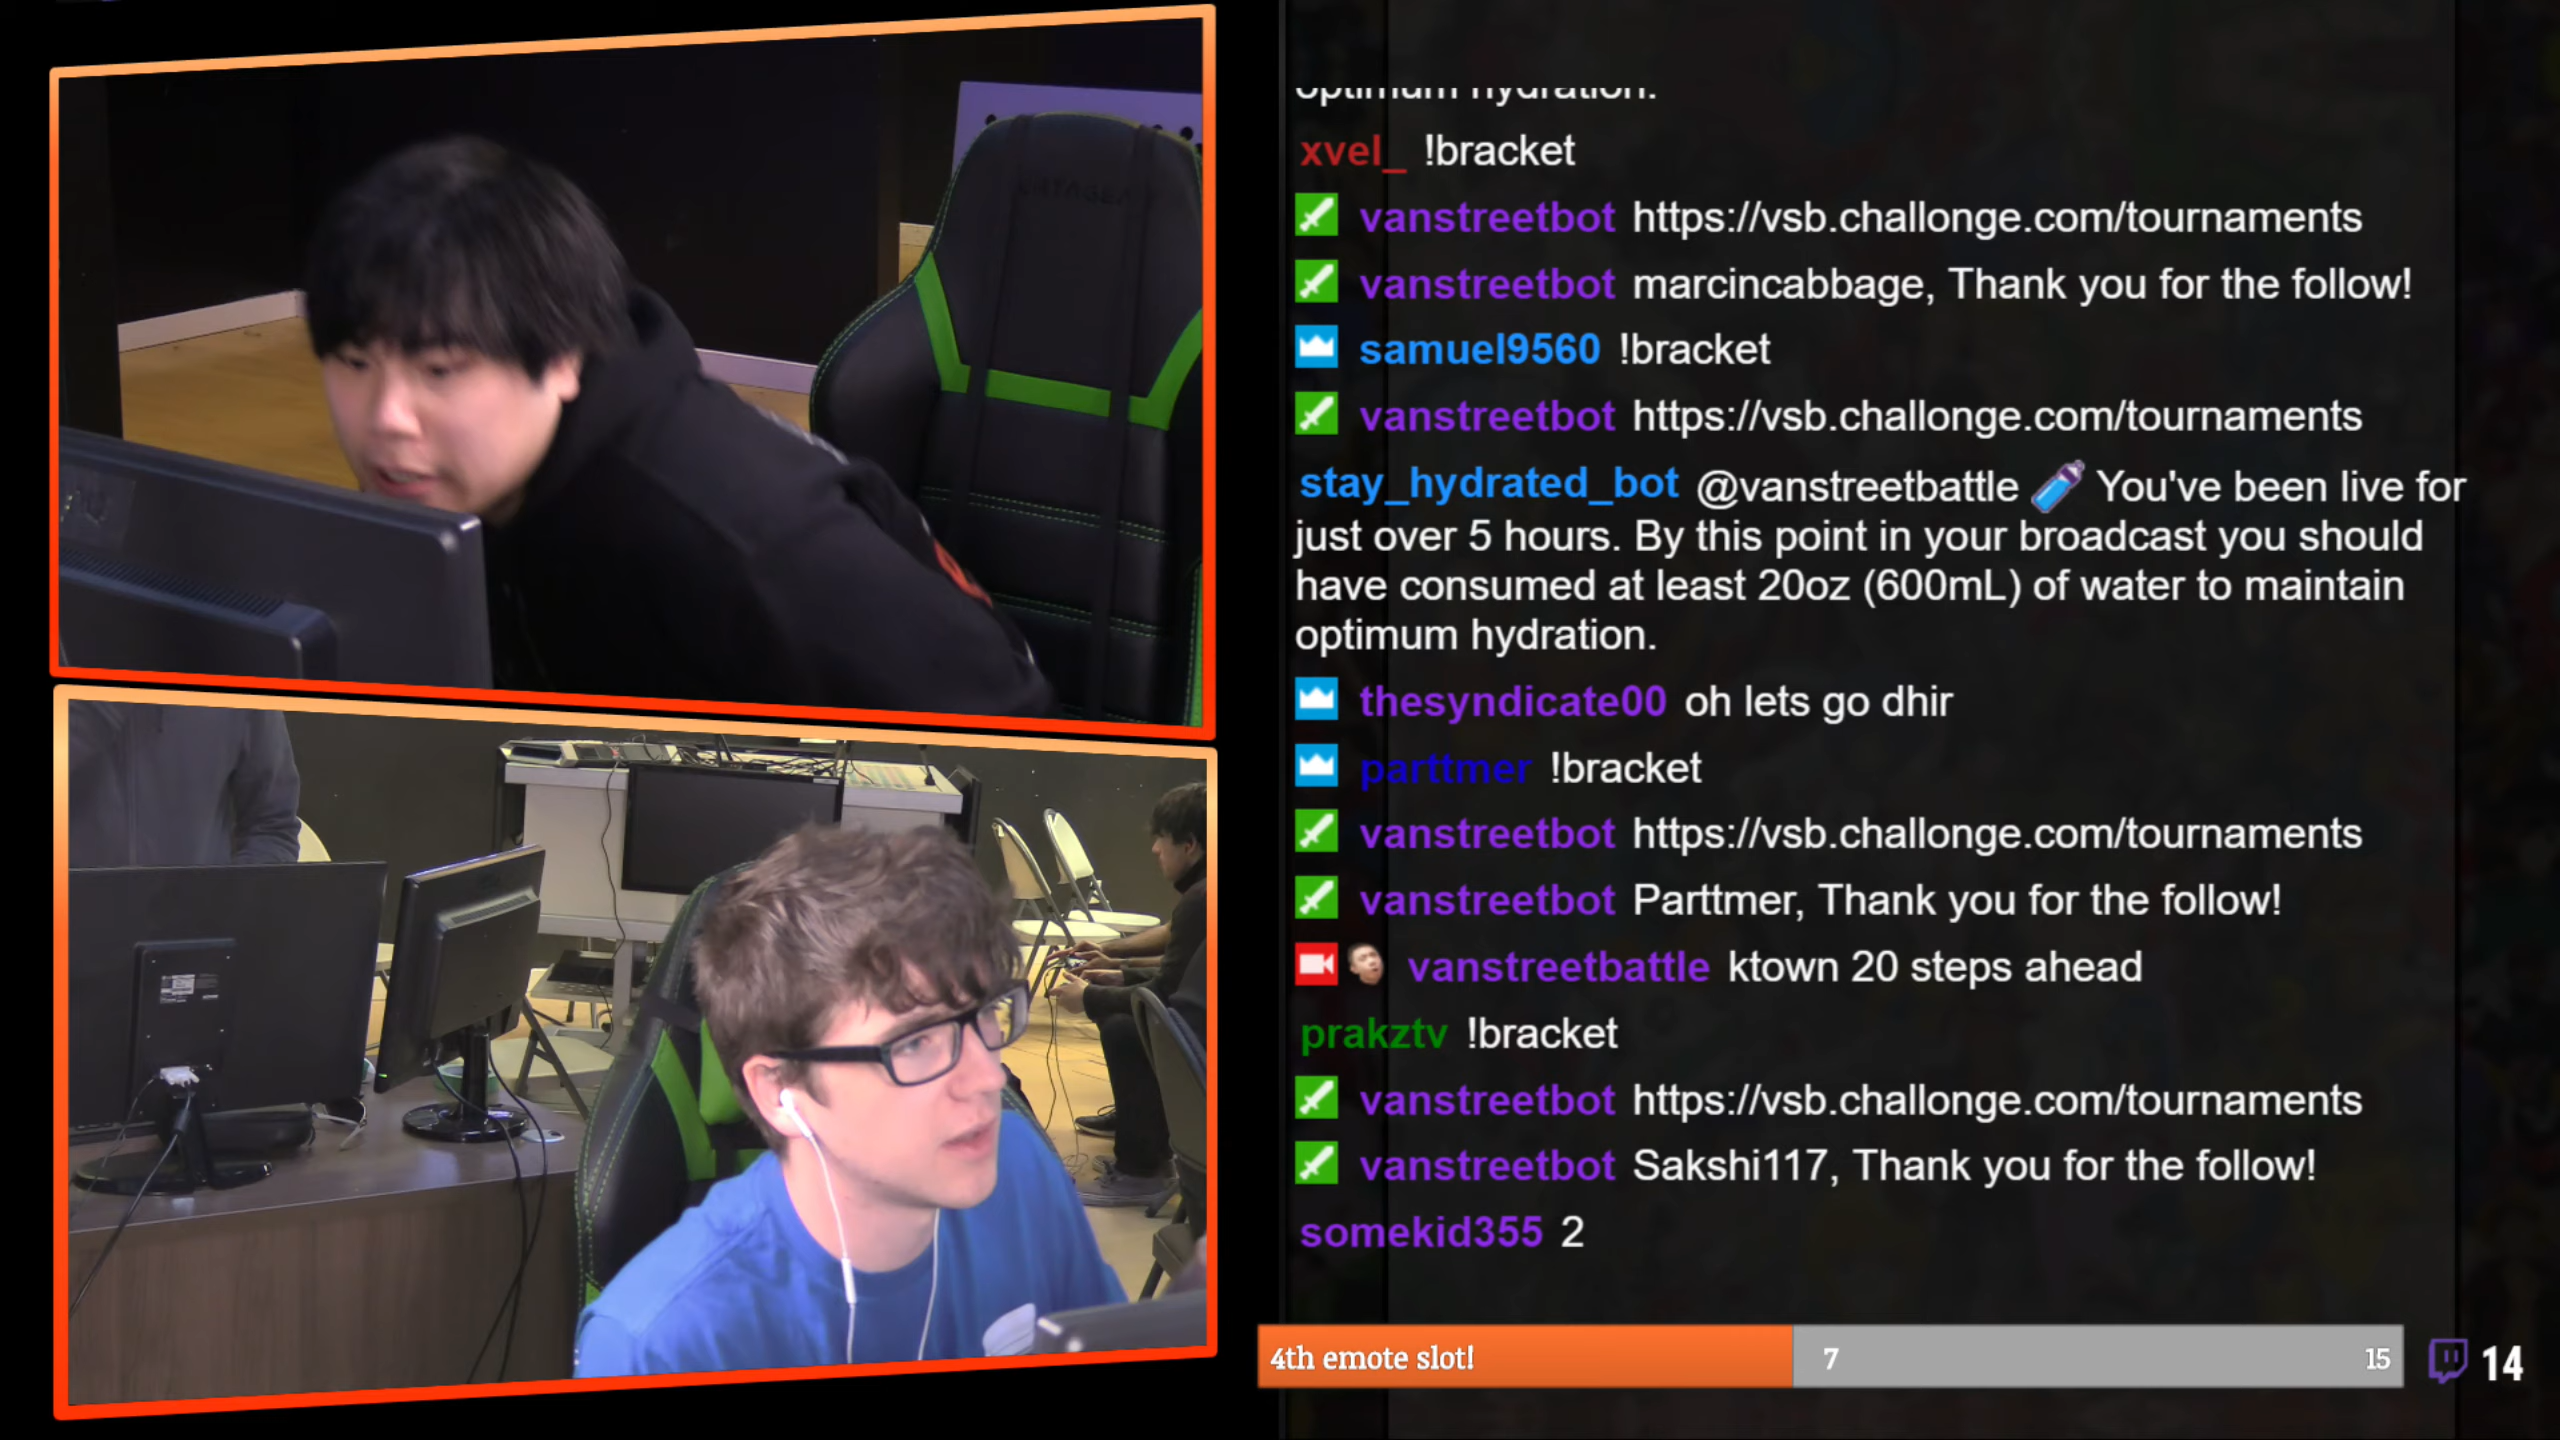 optimum hydration.
xvel_ !bracket
vanstreetbot https://vsb.challonge.com/tournaments
vanstreetbot marcincabbage, Thank you for the follow!
samuel9560 !bracket
vanstreetbot https://vsb.challonge.com/tournaments
stay_hydrated_bot @vanstreetbattle You've been live for
just over 5 hours. By this point in your broadcast you should
have consumed at least 20oz (600mL) of water to maintain
optimum hydration.
thesyndicate00 oh lets go dhir
parttmer !bracket
vanstreetbot https://vsb.challonge.com/tournaments
vanstreetbot Parttmer, Thank you for the follow!
vanstreetbattle ktown 20 steps ahead
prakztv !bracket
vanstreetbot https://vsb.challonge.com/tournaments
vanstreetbot Sakshi117, Thank you for the follow!
somekid355 2
4th emote slot! 7 15
14